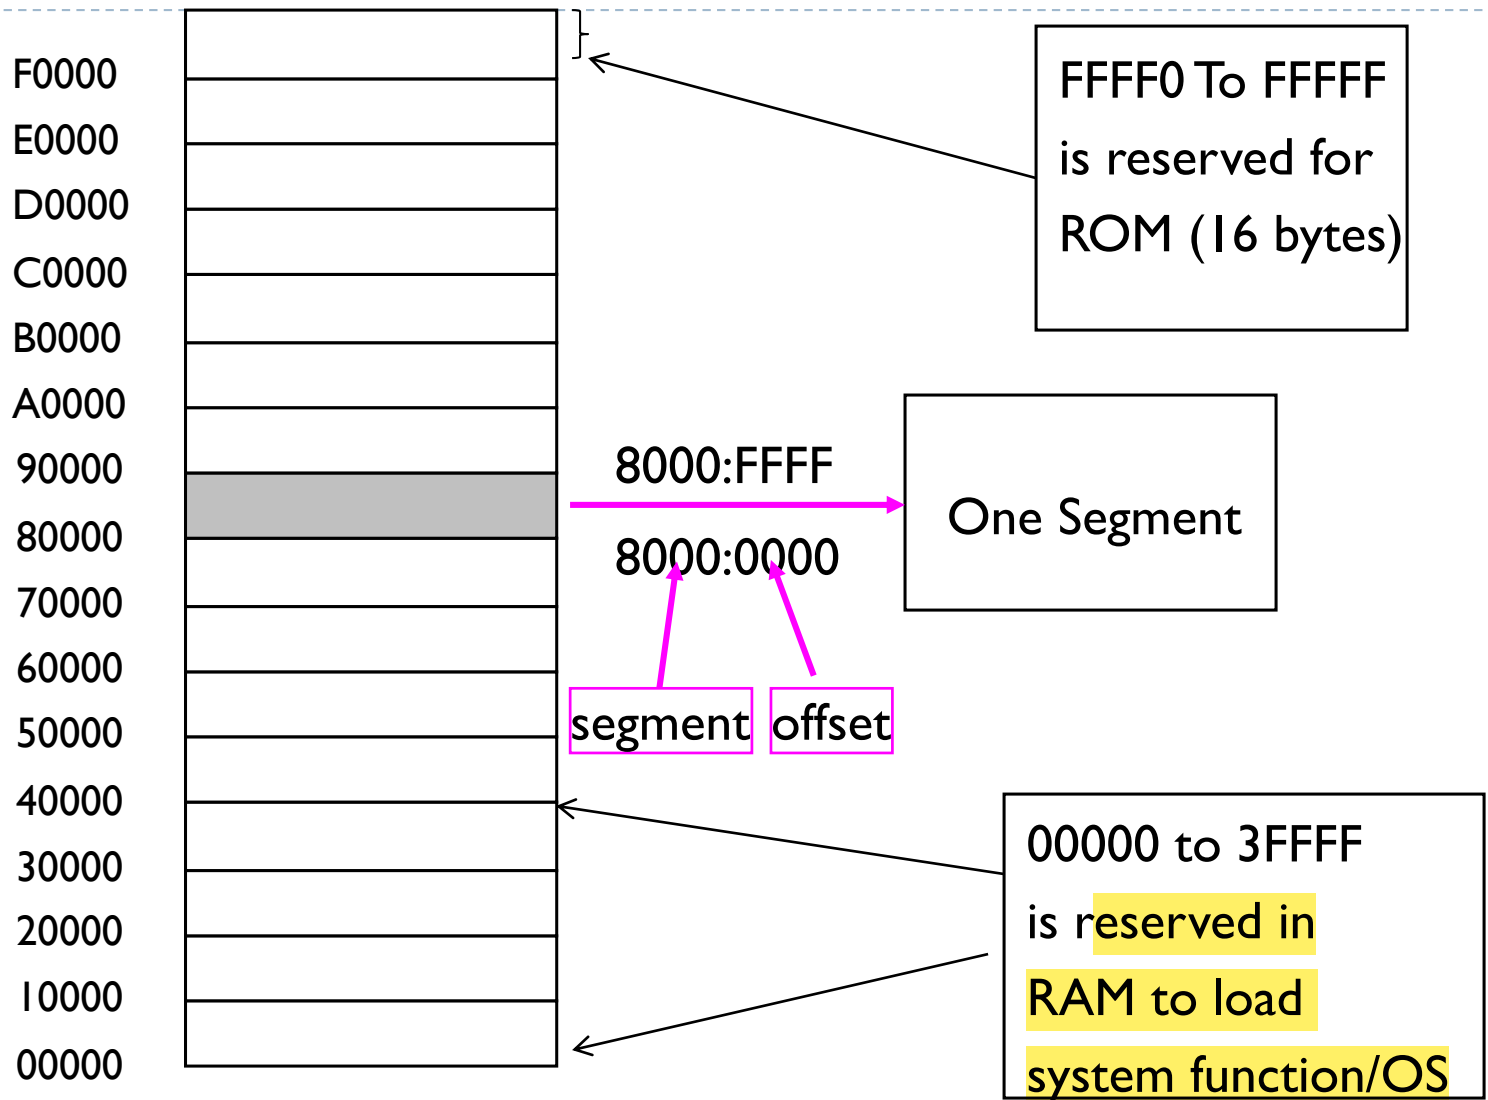 F0000
E0000
D0000
C0000
B0000
A0000
90000
80000
70000
60000
50000
40000
30000
20000
10000
00000
FFFF0 To FFFFF
is reserved for
ROM (16 bytes)
8000:FFFF
8000:0000
One Segment
segment
offset
00000 to 3FFFF
is reserved in
RAM to load
system function/OS